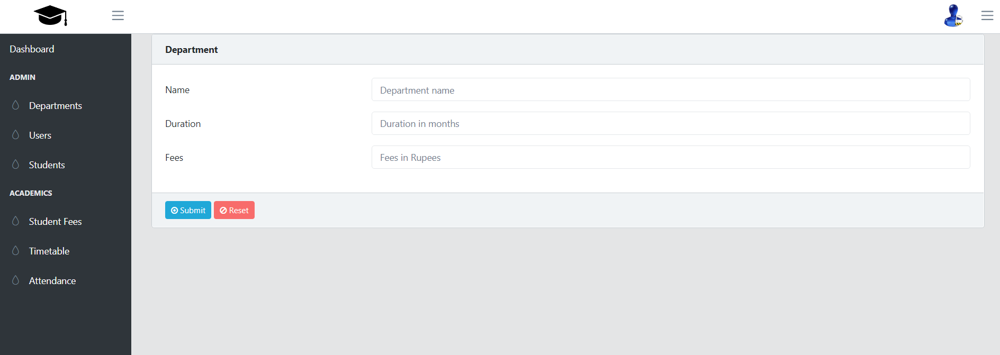 Dashboard
ADMIN
Departments
Users
Students
ACADEMICS
Student Fees
Timetable
Attendance
Department
Name
Department name
Duration
Duration in months
Fees
Fees in Rupees
Submit
Reset